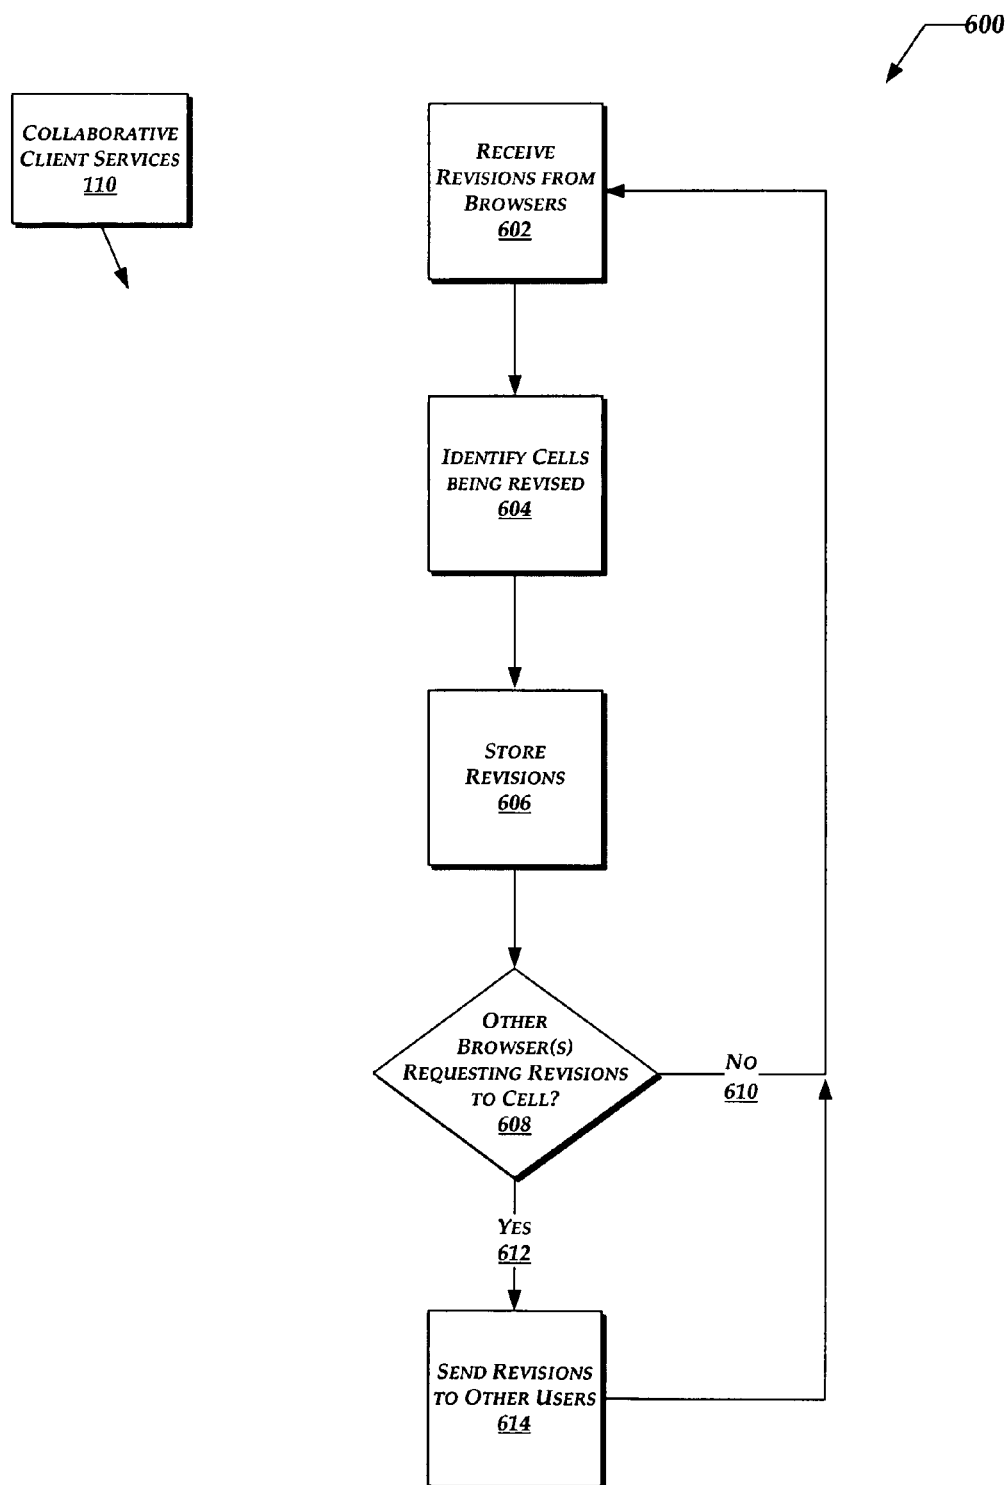 600
COLLABORATIVE
CLIENT SERVICES
110
RECEIVE
REVISIONS FROM
BROWSERS
602
IDENTIFY CELLS
BEING REVISED
604
STORE
REVISIONS
606
OTHER
BROWSER(S)
REQUESTING REVISIONS
TO CELL?
608
NO
610
YES
612
SEND REVISIONS
TO OTHER USERS
614